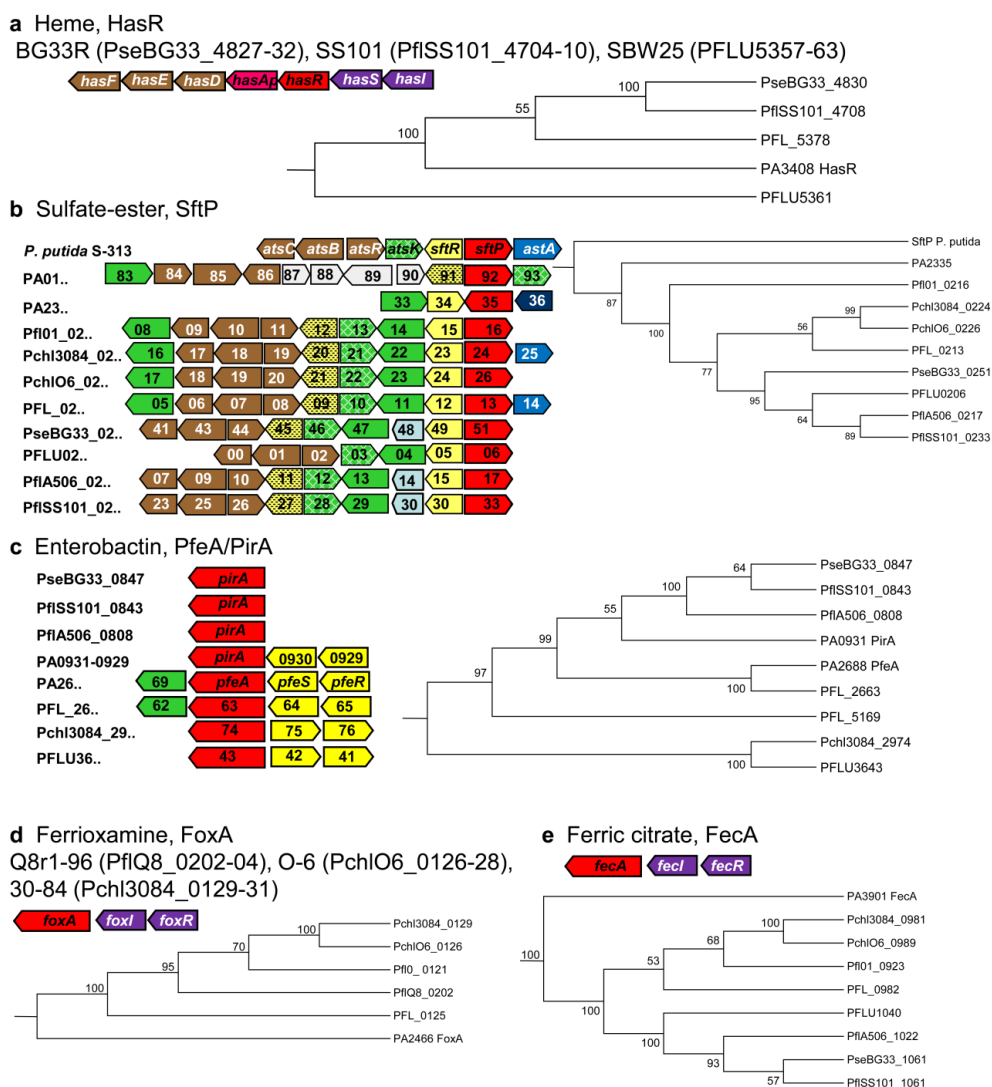 a Heme, HasR
BG33R (PseBG33_4827-32), SS101 (PflSS101_4704-10), SBW25 (PFLU5357-63)
hasF hasE hasD hasAp hasR hasS hasI
100 PseBG33_4830
PflSS101_4708
55 PFL_5378
100 PA3408 HasR
PFLU5361
b Sulfate-ester, SftP
P. putida S-313 atsC atsB atsR atsK sftR sftP astA
PA01.. 83 84 85 86 87 88 89 90 91 92 93
PA23.. 33 34 35 36
Pfl01_02.. 08 09 10 11 12 13 14 15 16
Pchl3084_02.. 16 17 18 19 20 21 22 23 24 25
PchlO6_02.. 17 18 19 20 21 22 23 24 26
PFL_02.. 05 06 07 08 09 10 11 12 13 14
PseBG33_02.. 41 43 44 45 46 47 48 49 51
PFLU02.. 00 01 02 03 04 05 06
PflA506_02.. 07 09 10 11 12 13 14 15 17
PflSS101_02.. 23 25 26 27 28 29 30 30 33
SftP P. putida
PA2335
87 Pfl01_0216
100 Pchl3084_0224
99 PchlO6_0226
56 PFL_0213
77 PseBG33_0251
95 PFLU0206
64 PflA506_0217
89 PflSS101_0233
c Enterobactin, PfeA/PirA
PseBG33_0847 pirA
PflSS101_0843 pirA
PflA506_0808 pirA
PA0931-0929 pirA 0930 0929
PA26.. 69 pfeA pfeS pfeR
PFL_26.. 62 63 64 65
Pchl3084_29.. 74 75 76
PFLU36.. 43 42 41
64 PseBG33_0847
100 PflSS101_0843
55 PflA506_0808
99 PA0931 PirA
97 PA2688 PfeA
100 PFL_2663
PFL_5169
Pchl3084_2974
100 PFLU3643
d Ferrioxamine, FoxA
Q8r1-96 (PflQ8_0202-04), O-6 (PchlO6_0126-28),
30-84 (Pchl3084_0129-31)
foxA foxI foxR
100 Pchl3084_0129
70 PchlO6_0126
95 Pfl0_0121
100 PflQ8_0202
PFL_0125
PA2466 FoxA
e Ferric citrate, FecA
fecA fecI fecR
PA3901 FecA
100 Pchl3084_0981
68 PchlO6_0989
53 Pfl01_0923
100 PFL_0982
100 PFLU1040
100 PflA506_1022
93 PseBG33_1061
57 PflSS101_1061